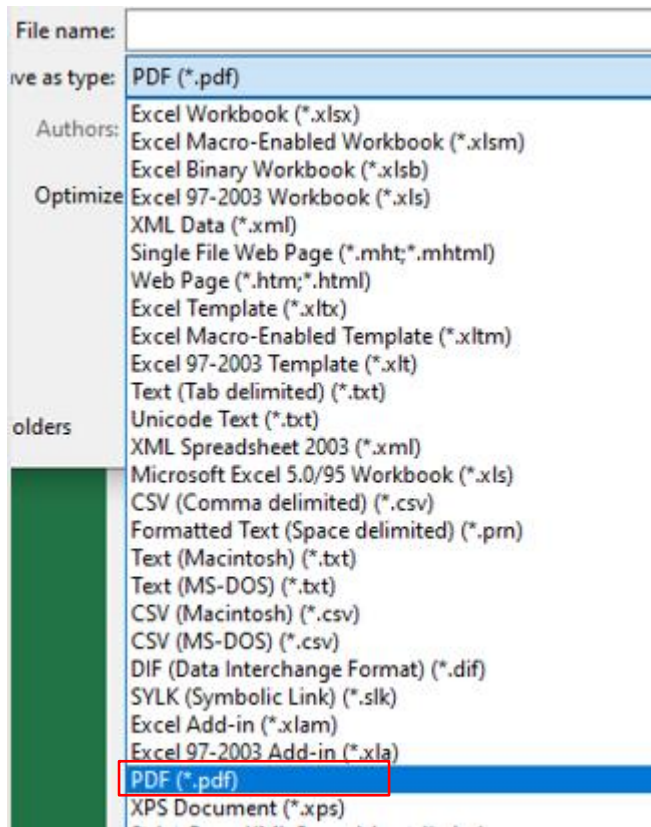 File name:
ve as type: PDF (*.pdf)
Authors:
Optimize
olders
Excel Workbook (*.xlsx)
Excel Macro-Enabled Workbook (*.xlsm)
Excel Binary Workbook (*.xlsb)
Excel 97-2003 Workbook (*.xls)
XML Data (*.xml)
Single File Web Page (*.mht;*.mhtml)
Web Page (*.htm;*.html)
Excel Template (*.xltx)
Excel Macro-Enabled Template (*.xltm)
Excel 97-2003 Template (*.xlt)
Text (Tab delimited) (*.txt)
Unicode Text (*.txt)
XML Spreadsheet 2003 (*.xml)
Microsoft Excel 5.0/95 Workbook (*.xls)
CSV (Comma delimited) (*.csv)
Formatted Text (Space delimited) (*.prn)
Text (Macintosh) (*.txt)
Text (MS-DOS) (*.txt)
CSV (Macintosh) (*.csv)
CSV (MS-DOS) (*.csv)
DIF (Data Interchange Format) (*.dif)
SYLK (Symbolic Link) (*.slk)
Excel Add-in (*.xlam)
Excel 97-2003 Add-in (*.xla)
PDF (*.pdf)
XPS Document (*.xps)